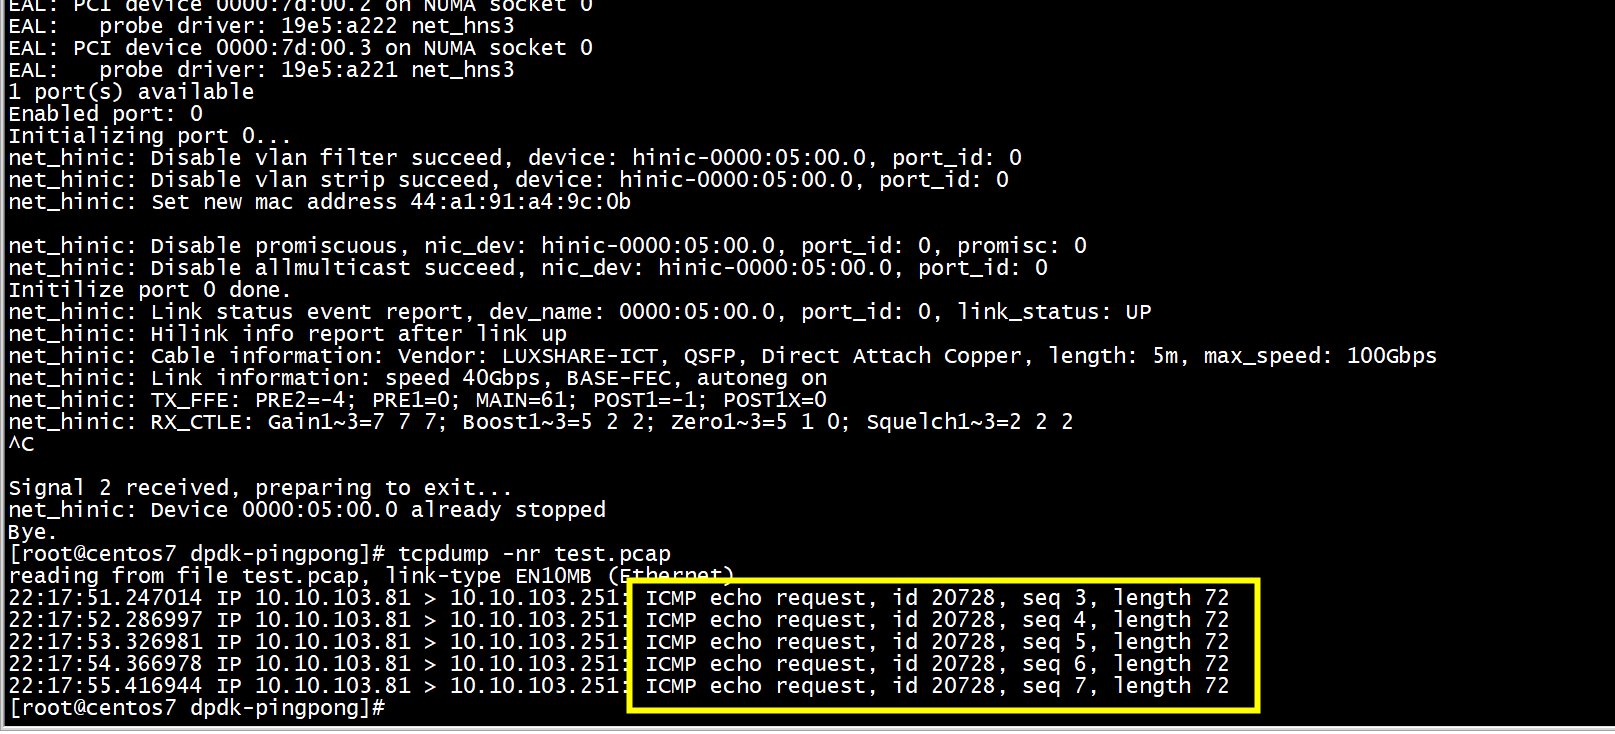 EAL: PCI device 0000:7d:00.2 on NUMA socket 0
EAL:   probe driver: 19e5:a222 net_hns3
EAL: PCI device 0000:7d:00.3 on NUMA socket 0
EAL:   probe driver: 19e5:a221 net_hns3
1 port(s) available
Enabled port: 0
Initializing port 0...
net_hinic: Disable vlan filter succeed, device: hinic-0000:05:00.0, port_id: 0
net_hinic: Disable vlan strip succeed, device: hinic-0000:05:00.0, port_id: 0
net_hinic: Set new mac address 44:a1:91:a4:9c:0b
net_hinic: Disable promiscuous, nic_dev: hinic-0000:05:00.0, port_id: 0, promisc: 0
net_hinic: Disable allmulticast succeed, nic_dev: hinic-0000:05:00.0, port_id: 0
Initilize port 0 done.
net_hinic: Link status event report, dev_name: 0000:05:00.0, port_id: 0, link_status: UP
net_hinic: Hilink info report after link up
net_hinic: Cable information: Vendor: LUXSHARE-ICT, QSFP, Direct Attach Copper, length: 5m, max_speed: 100Gbps
net_hinic: Link information: speed 40Gbps, BASE-FEC, autoneg on
net_hinic: TX_FFE: PRE2=-4; PRE1=0; MAIN=61; POST1=-1; POST1X=0
net_hinic: RX_CTLE: Gain1~3=7 7 7; Boost1~3=5 2 2; Zero1~3=5 1 0; Squelch1~3=2 2 2
^C
Signal 2 received, preparing to exit...
net_hinic: Device 0000:05:00.0 already stopped
Bye.
[root@centos7 dpdk-pingpong]# tcpdump -nr test.pcap
reading from file test.pcap, link-type EN10MB (Ethernet)
22:17:51.247014 IP 10.10.103.81 > 10.10.103.251: ICMP echo request, id 20728, seq 3, length 72
22:17:52.286997 IP 10.10.103.81 > 10.10.103.251: ICMP echo request, id 20728, seq 4, length 72
22:17:53.326981 IP 10.10.103.81 > 10.10.103.251: ICMP echo request, id 20728, seq 5, length 72
22:17:54.366978 IP 10.10.103.81 > 10.10.103.251: ICMP echo request, id 20728, seq 6, length 72
22:17:55.416944 IP 10.10.103.81 > 10.10.103.251: ICMP echo request, id 20728, seq 7, length 72
[root@centos7 dpdk-pingpong]#